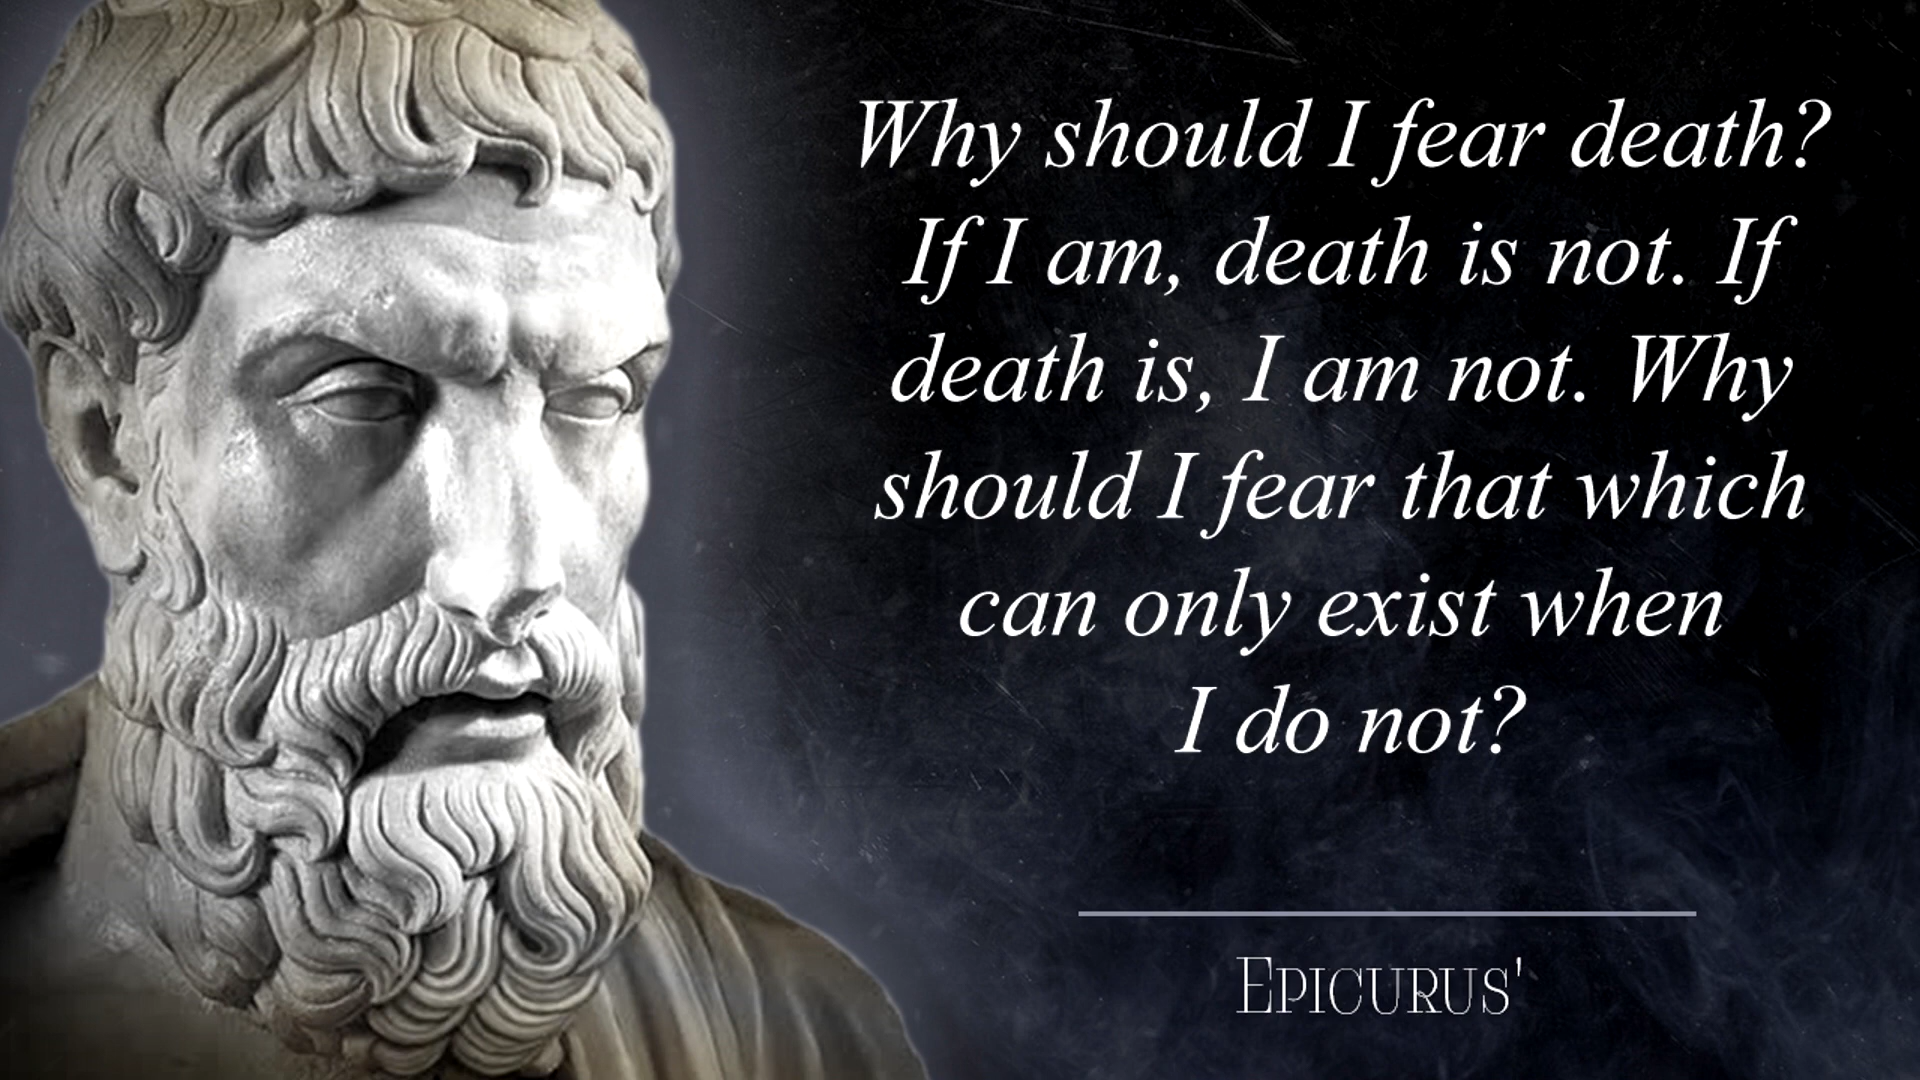 Why should I fear death?
If I am, death is not. If
death is, I am not. Why
should I fear that which
can only exist when
I do not?
EPICURUS'